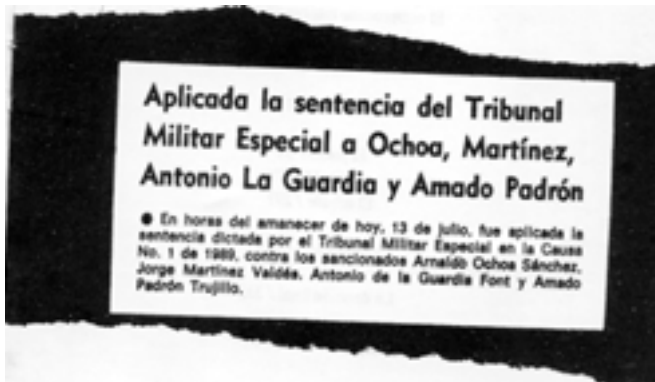 Aplicada la sentencia del Tribunal
Militar Especial a Ochoa, Martínez,
Antonio La Guardia y Amado Padrón
● En horas del amanecer de hoy, 13 de julio, fue aplicada la
sentencia dictada por el Tribunal Militar Especial en la Causa
No. 1 de 1989, contra los sancionados Arnaldo Ochoa Sánchez,
Jorge Martínez Valdés, Antonio de la Guardia Font y Amado
Padrón Trujillo.